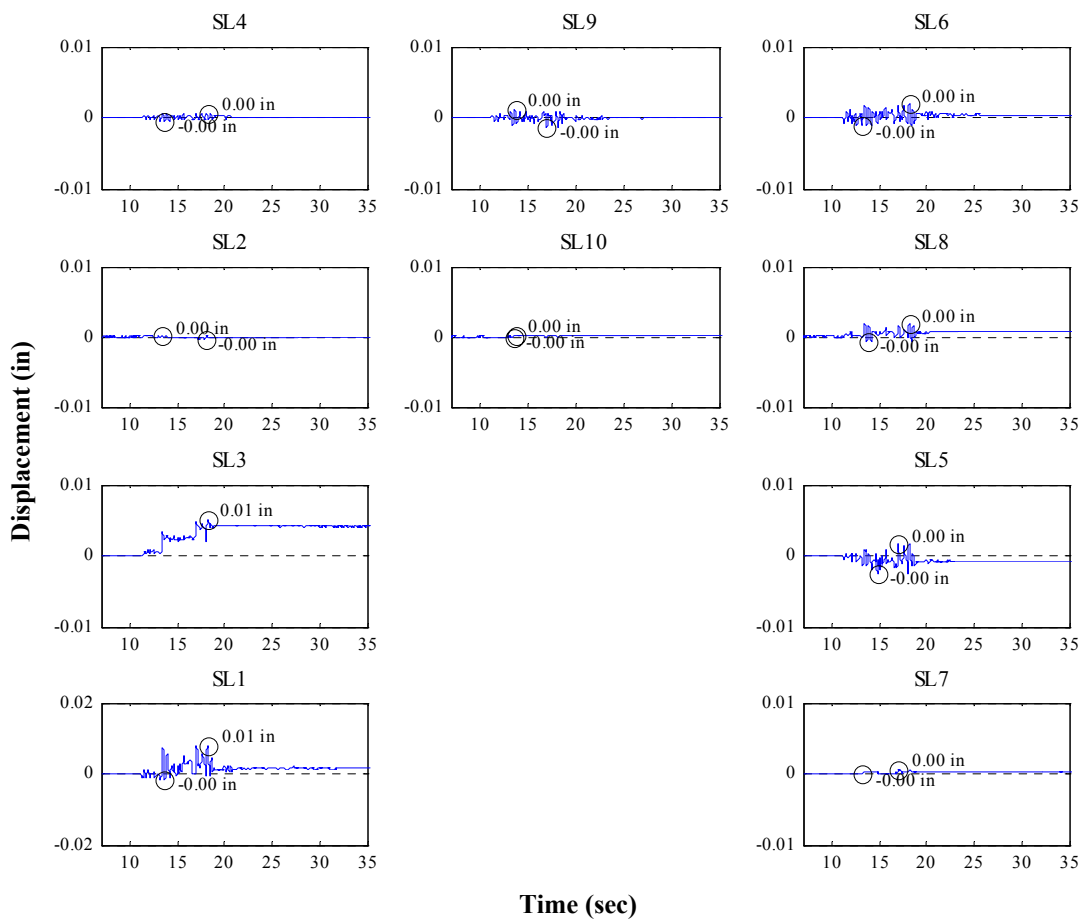 SL4 SL9 SL6
0.01 0.01 0.01
0.00 in 0.00 in 0.00 in
0 0 0
-0.00 in -0.00 in -0.00 in
-0.01 -0.01 -0.01
10 15 20 25 30 35 10 15 20 25 30 35 10 15 20 25 30 35
SL2 SL10 SL8
0.01 0.01 0.01
0.00 in 0.00 in 0.00 in
0 0 0
-0.00 in -0.00 in -0.00 in
-0.01 -0.01 -0.01
10 15 20 25 30 35 10 15 20 25 30 35 10 15 20 25 30 35
Displacement (in)
SL3 SL5
0.01 0.01
0.01 in 0.00 in
0 0
-0.00 in
-0.01 -0.01
10 15 20 25 30 35 10 15 20 25 30 35
SL1 SL7
0.02 0.01
0.01 in 0.00 in
0 0
-0.00 in -0.00 in
-0.02 -0.01
10 15 20 25 30 35 10 15 20 25 30 35
Time (sec)